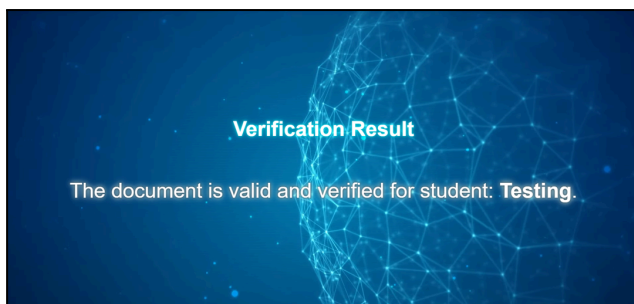 Verification Result
The document is valid and verified for student: Testing.